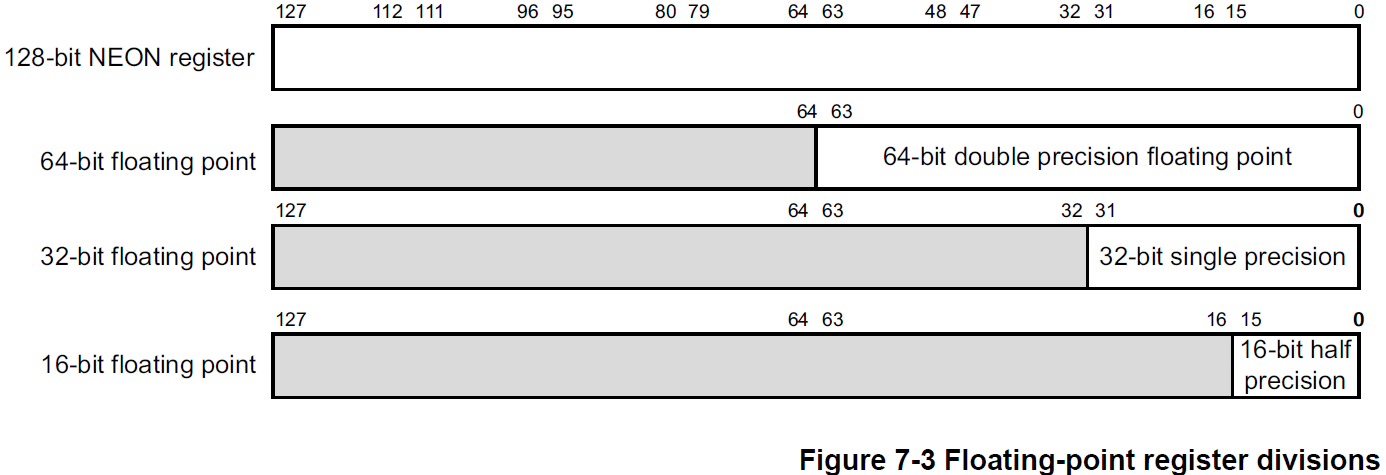 127 112 111 96 95 80 79 64 63 48 47 32 31 16 15 0
128-bit NEON register
64 63 0
64-bit floating point
64-bit double precision floating point
127 64 63 32 31 0
32-bit floating point
32-bit single precision
127 64 63 16 15 0
16-bit floating point
16-bit half
precision
Figure 7-3 Floating-point register divisions